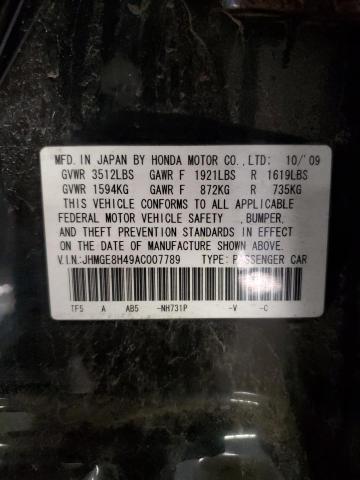 MFD. IN JAPAN BY HONDA MOTOR CO., LTD: 10/'09
GVWR 3512LBS GAWR F 1921LBS R 1619LBS
GVWR 1594KG GAWR F 872KG R 735KG
THIS VEHICLE CONFORMS TO ALL APPLICABLE
FEDERAL MOTOR VEHICLE SAFETY , BUMPER,
AND THEFT PREVENTION STANDARDS IN EFFECT
ON THE DATE OF MANUFACTURE SHOWN ABOVE.
V.I.N.:JHMGE8H49AC007789 TYPE: PASSENGER CAR
TF5 A AB5 -NH731P -V -C